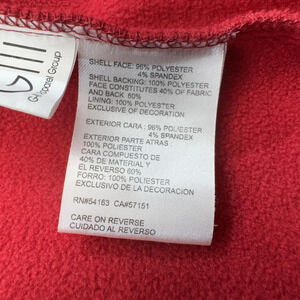 G-III
Apparel Group
SHELL FACE: 96% POLYESTER
4% SPANDEX
SHELL BACKING: 100% POLYESTER
FACE CONSTITUTES 40% OF FABRIC
AND BACK 60%
LINING: 100% POLYESTER
EXCLUSIVE OF DECORATION
EXTERIOR CARA : 96% POLIESTER
4% SPANDEX
EXTERIOR PARTE ATRAS
100% POLIESTER
CARA COMPUESTO DE
40% DE MATERIAL Y
EL REVERSO 60%
FORRO: 100% POLIESTER
EXCLUSIVO DE LA DECORACION
RN#54163 CA#57151
CARE ON REVERSE
CUIDADO AL REVERSO